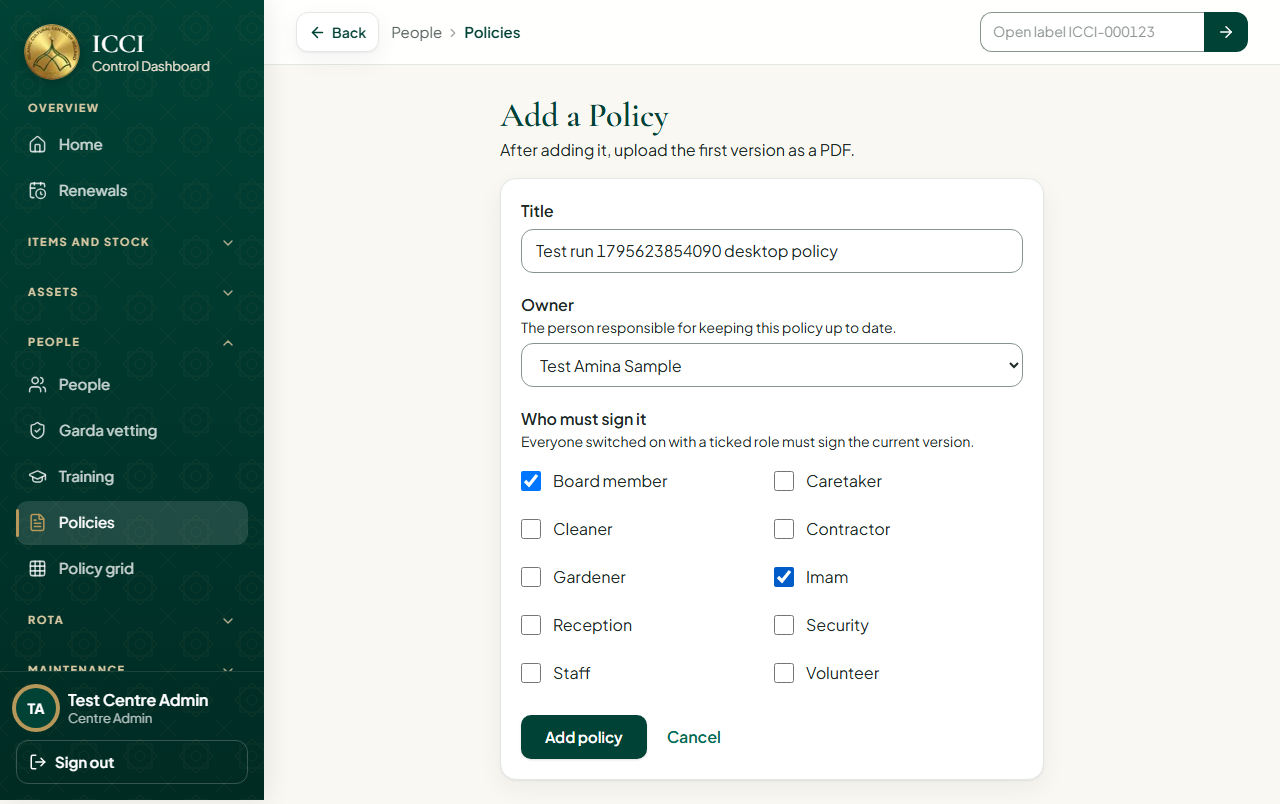 ICCI
Control Dashboard
OVERVIEW
Home
Renewals
ITEMS AND STOCK
ASSETS
PEOPLE
People
Garda vetting
Training
Policies
Policy grid
ROTA
MAINTENANCE
TA
Test Centre Admin
Centre Admin
Sign out
Back
People
Policies
Open label ICCI-000123
Add a Policy
After adding it, upload the first version as a PDF.
Title
Test run 1795623854090 desktop policy
Owner
The person responsible for keeping this policy up to date.
Test Amina Sample
Who must sign it
Everyone switched on with a ticked role must sign the current version.
Board member
Caretaker
Cleaner
Contractor
Gardener
Imam
Reception
Security
Staff
Volunteer
Add policy
Cancel